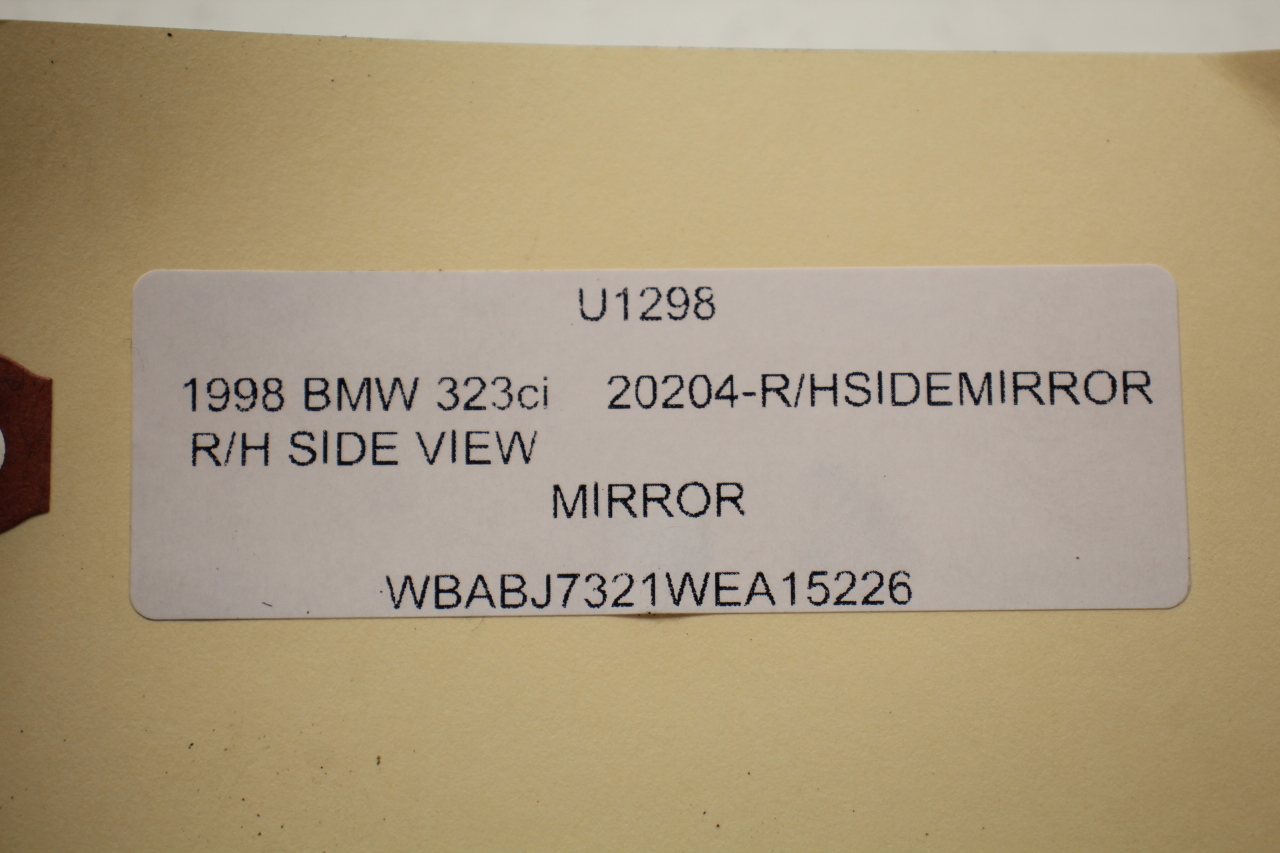 U1298
1998 BMW 323ci 20204-R/HSIDEMIRROR
R/H SIDE VIEW
MIRROR
WBABJ7321WEA15226